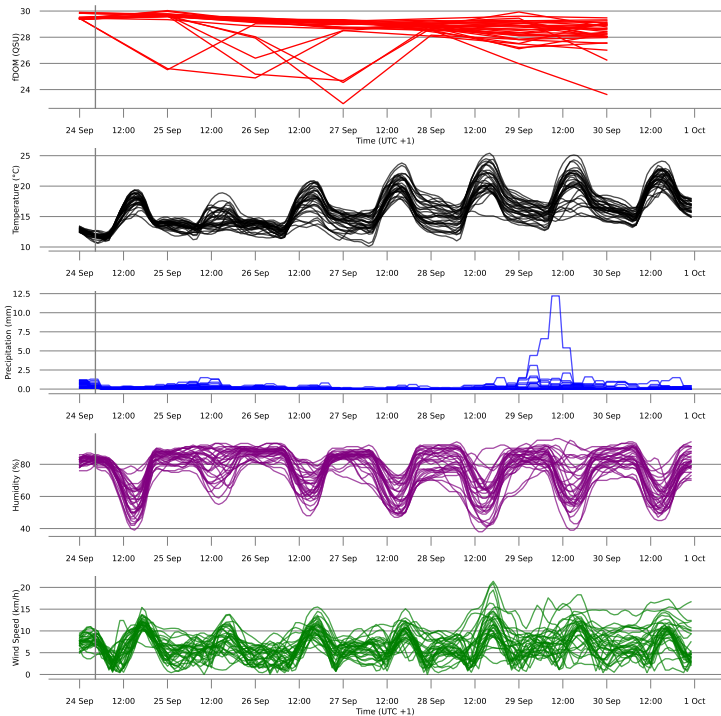 30
28
26
24
fDOM (QSU)
24 Sep 12:00 25 Sep 12:00 26 Sep 12:00 27 Sep 12:00 28 Sep 12:00 29 Sep 12:00 30 Sep 12:00 1 Oct
Time (UTC +1)
25
20
15
10
Temperature (°C)
24 Sep 12:00 25 Sep 12:00 26 Sep 12:00 27 Sep 12:00 28 Sep 12:00 29 Sep 12:00 30 Sep 12:00 1 Oct
12.5
10.0
7.5
5.0
2.5
0.0
Precipitation (mm)
24 Sep 12:00 25 Sep 12:00 26 Sep 12:00 27 Sep 12:00 28 Sep 12:00 29 Sep 12:00 30 Sep 12:00 1 Oct
80
60
40
Humidity (%)
24 Sep 12:00 25 Sep 12:00 26 Sep 12:00 27 Sep 12:00 28 Sep 12:00 29 Sep 12:00 30 Sep 12:00 1 Oct
20
15
10
5
0
Wind Speed (km/h)
24 Sep 12:00 25 Sep 12:00 26 Sep 12:00 27 Sep 12:00 28 Sep 12:00 29 Sep 12:00 30 Sep 12:00 1 Oct
Time (UTC +1)